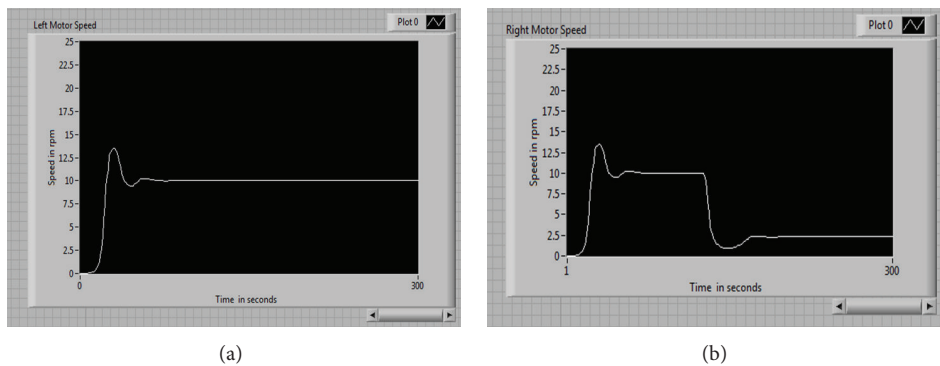 Left Motor Speed
Plot 0
25-
22.5-
20-
17.5-
15-
12.5-
10-
7.5-
5-
2.5-
0-
Speed in rpm
0
300
Time in seconds
(a)
Right Motor Speed
Plot 0
25-
22.5-
20-
17.5-
15-
12.5-
10-
7.5-
5-
2.5-
0-
Speed in rpm
1
300
Time in seconds
(b)